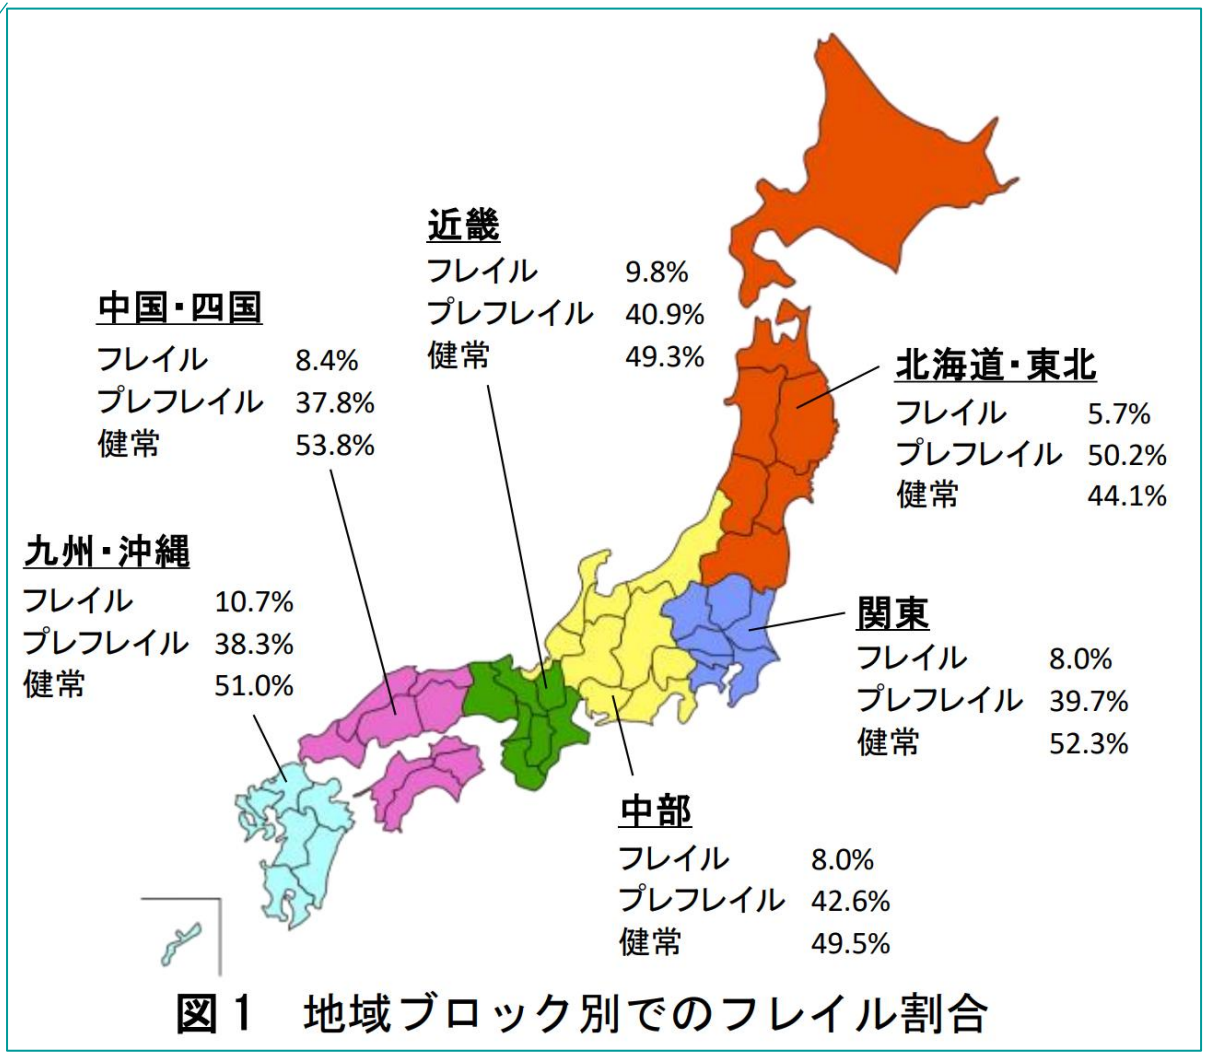 近畿
フレイル 9.8%
プレフレイル 40.9%
健常 49.3%
中国・四国
フレイル 8.4%
プレフレイル 37.8%
健常 53.8%
北海道・東北
フレイル 5.7%
プレフレイル 50.2%
健常 44.1%
九州・沖縄
フレイル 10.7%
プレフレイル 38.3%
健常 51.0%
関東
フレイル 8.0%
プレフレイル 39.7%
健常 52.3%
中部
フレイル 8.0%
プレフレイル 42.6%
健常 49.5%
図1 地域ブロック別でのフレイル割合